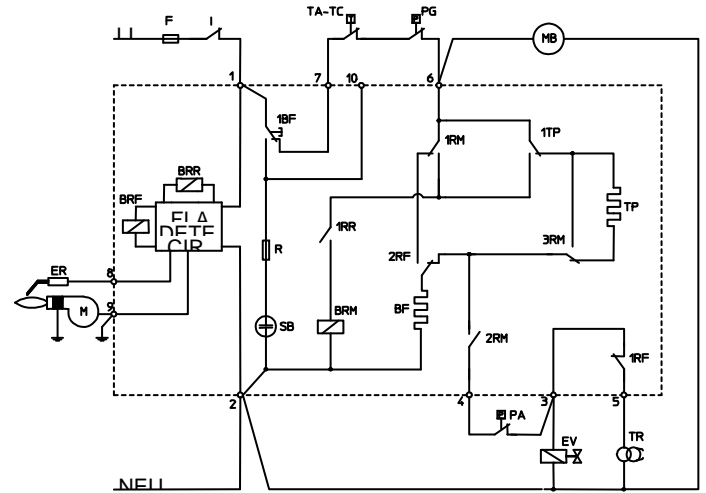 TA-TC
PG
F
I
MB
1
7
10
6
1BF
1RM
1TP
BRR
BRF
TP
1RR
3RM
R
2RF
ER
8
9
M
BF
BRM
SB
2RM
1RF
2
4
3
5
PA
EV
TR